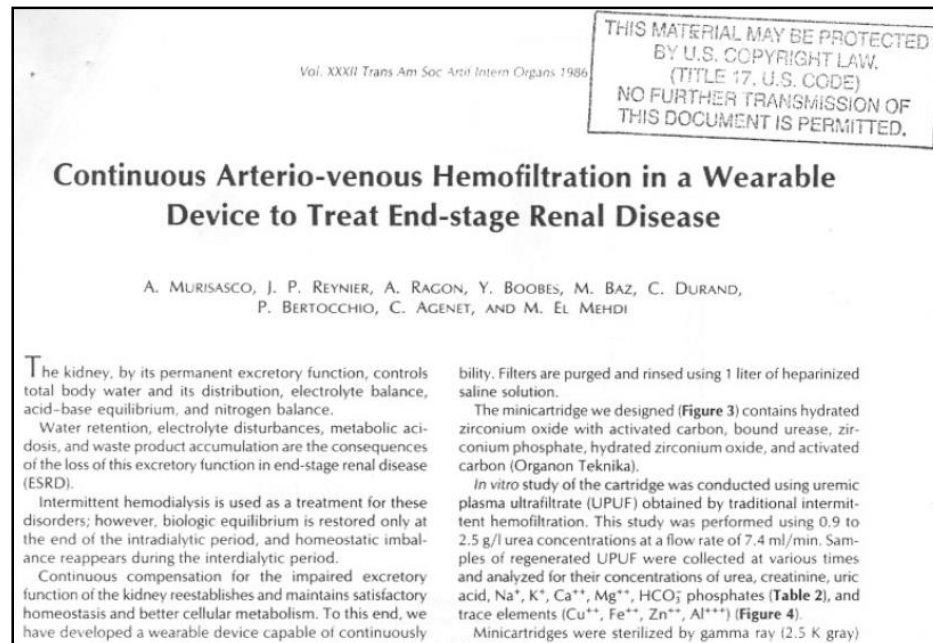 Vol. XXXII Trans Am Soc Artif Intern Organs 1986
THIS MATERIAL MAY BE PROTECTED
BY U.S. COPYRIGHT LAW.
(TITLE 17, U.S. CODE)
NO FURTHER TRANSMISSION OF
THIS DOCUMENT IS PERMITTED.
Continuous Arterio-venous Hemofiltration in a Wearable
Device to Treat End-stage Renal Disease
A. MURISASCO, J. P. REYNIER, A. RAGON, Y. BOOBES, M. BAZ, C. DURAND,
P. BERTOCCHIO, C. AGENET, AND M. EL MEHDI
The kidney, by its permanent excretory function, controls
total body water and its distribution, electrolyte balance,
acid-base equilibrium, and nitrogen balance.
Water retention, electrolyte disturbances, metabolic aci-
dosis, and waste product accumulation are the consequences
of the loss of this excretory function in end-stage renal disease
(ESRD).
Intermittent hemodialysis is used as a treatment for these
disorders; however, biologic equilibrium is restored only at
the end of the intradialytic period, and homeostatic imbal-
ance reappears during the interdialytic period.
Continuous compensation for the impaired excretory
function of the kidney reestablishes and maintains satisfactory
homeostasis and better cellular metabolism. To this end, we
have developed a wearable device capable of continuously
bility. Filters are purged and rinsed using 1 liter of heparinized
saline solution.
The minicartridge we designed (Figure 3) contains hydrated
zirconium oxide with activated carbon, bound urease, zir-
conium phosphate, hydrated zirconium oxide, and activated
carbon (Organon Teknika).
In vitro study of the cartridge was conducted using uremic
plasma ultrafiltrate (UPUF) obtained by traditional intermit-
tent hemofiltration. This study was performed using 0.9 to
2.5 g/l urea concentrations at a flow rate of 7.4 ml/min. Sam-
ples of regenerated UPUF were collected at various times
and analyzed for their concentrations of urea, creatinine, uric
acid, Na⁺, K⁺, Ca⁺⁺, Mg⁺⁺, HCO₃⁻ phosphates (Table 2), and
trace elements (Cu⁺⁺, Fe⁺⁺, Zn⁺⁺, Al⁺⁺⁺) (Figure 4).
Minicartridges were sterilized by gamma ray (2.5 K gray)